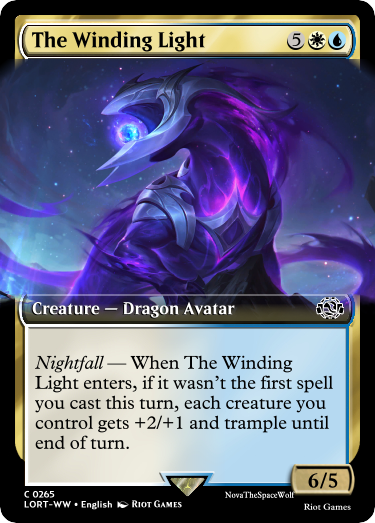 The Winding Light 5
Creature — Dragon Avatar
Nightfall — When The Winding
Light enters, if it wasn't the first spell
you cast this turn, each creature you
control gets +2/+1 and trample until
end of turn.
6/5
C 0265
LORT-WW • English Riot Games
NovaTheSpaceWolf
Riot Games